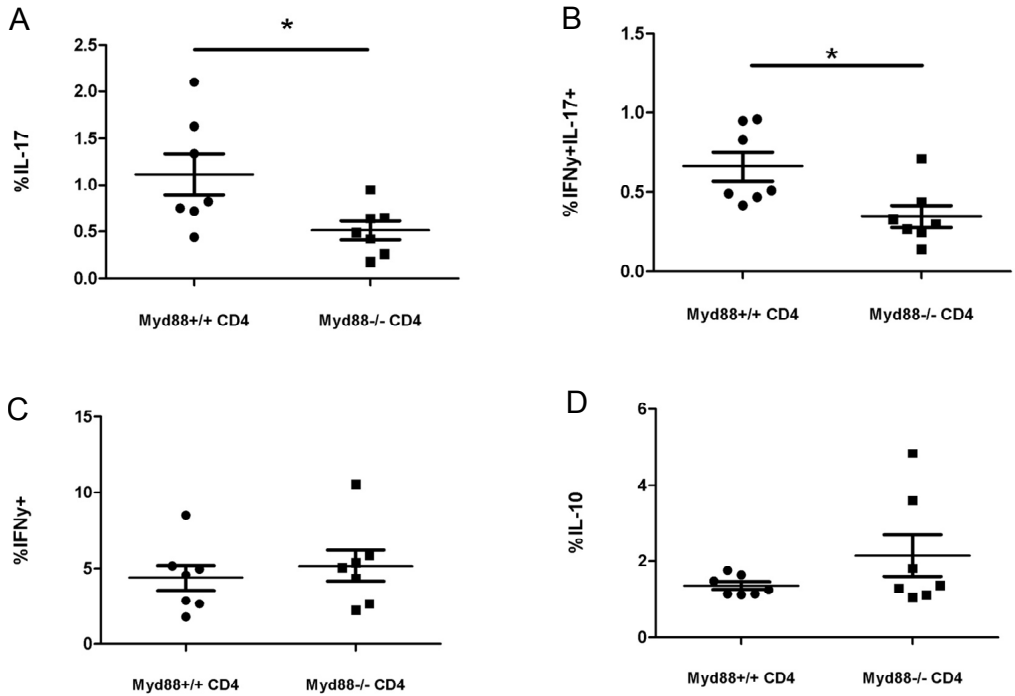 A
*
2.5
2.0
1.5
1.0
0.5
0.0
%IL-17
Myd88+/+ CD4 Myd88-/- CD4
B
*
1.5
1.0
0.5
0.0
%IFNy+IL-17+
Myd88+/+ CD4 Myd88-/- CD4
C
15
10
5
0
%IFNy+
Myd88+/+ CD4 Myd88-/- CD4
D
6
4
2
0
%IL-10
Myd88+/+ CD4 Myd88-/- CD4